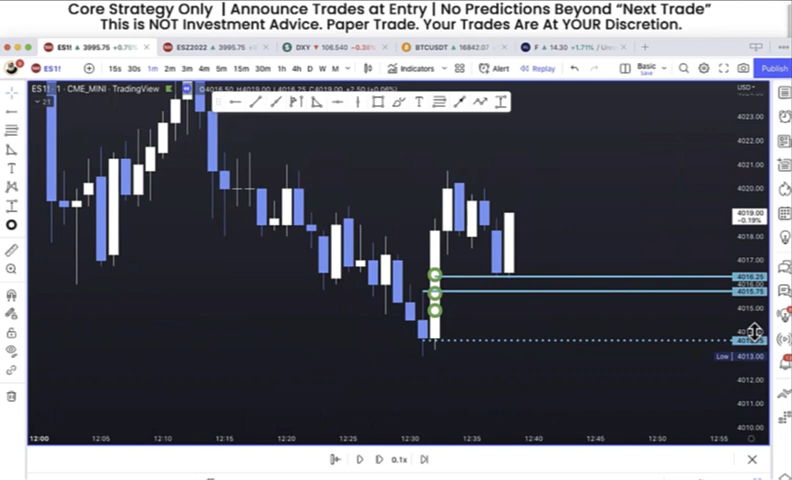 Core Strategy Only | Announce Trades at Entry | No Predictions Beyond “Next Trade”
This is NOT Investment Advice. Paper Trade. Your Trades Are At YOUR Discretion.
ES1! ▲ 3995.75 +0.76%
ESZ2022 ▲ 3995.75 +0.
DXY ▼ 106.540 −0.38%
BTCUSDT ▲ 16842.07
F ▲ 14.30 +1.71% / Un
ES1!
15s 30s 1m 2m 3m 5m 15m 30m 1h 4h D W M
Indicators
Alert
Replay
Basic
Save
Publish
ES1! · 1 · CME_MINI · TradingView
O4016.50 H4019.00 L4016.25 C4019.00 +2.50 (+0.06%)
21
USD
4023.00
4022.00
4021.00
4020.00
4019.00
−0.19%
4018.00
4017.00
4016.25
4016.00
4015.75
4015.00
Low 4013.00
4012.00
4011.00
4010.00
12:00 12:05 12:10 12:15 12:20 12:25 12:30 12:35 12:40 12:45 12:50 12:55
0.1x